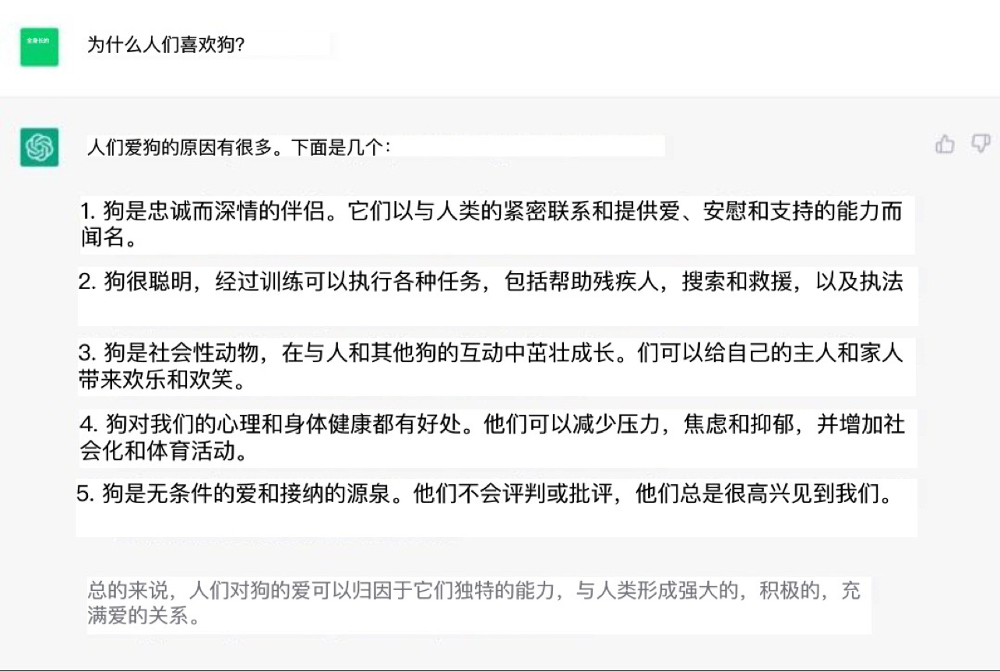 全身长的
为什么人们喜欢狗？
人们爱狗的原因有很多。下面是几个：
1. 狗是忠诚而深情的伴侣。它们以与人类的紧密联系和提供爱、安慰和支持的能力而
闻名。
2. 狗很聪明，经过训练可以执行各种任务，包括帮助残疾人，搜索和救援，以及执法
3. 狗是社会性动物，在与人和其他狗的互动中茁壮成长。们可以给自己的主人和家人
带来欢乐和欢笑。
4. 狗对我们的心理和身体健康都有好处。他们可以减少压力，焦虑和抑郁，并增加社
会化和体育活动。
5. 狗是无条件的爱和接纳的源泉。他们不会评判或批评，他们总是很高兴见到我们。
总的来说，人们对狗的爱可以归因于它们独特的能力，与人类形成强大的，积极的，充
满爱的关系。